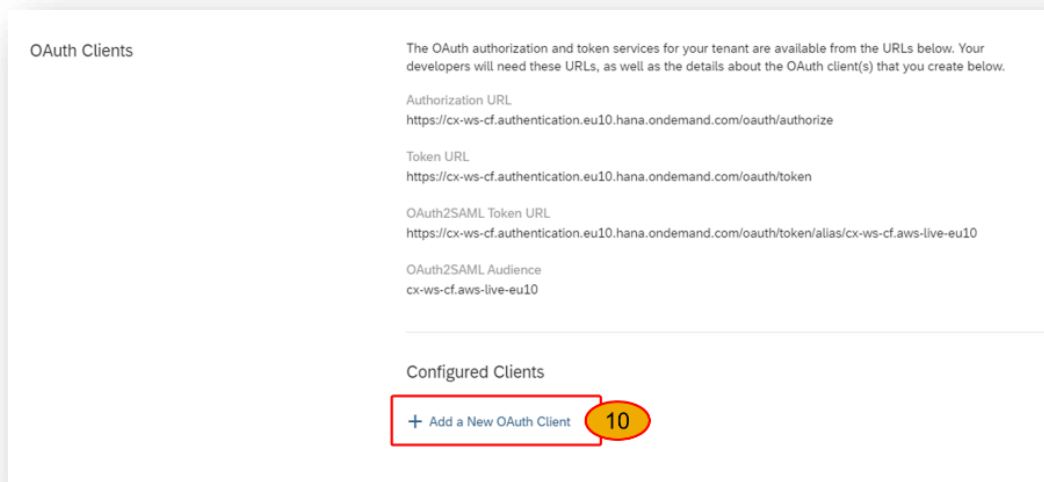 OAuth Clients
The OAuth authorization and token services for your tenant are available from the URLs below. Your
developers will need these URLs, as well as the details about the OAuth client(s) that you create below.
Authorization URL
https://cx-ws-cf.authentication.eu10.hana.ondemand.com/oauth/authorize
Token URL
https://cx-ws-cf.authentication.eu10.hana.ondemand.com/oauth/token
OAuth2SAML Token URL
https://cx-ws-cf.authentication.eu10.hana.ondemand.com/oauth/token/alias/cx-ws-cf.aws-live-eu10
OAuth2SAML Audience
cx-ws-cf.aws-live-eu10
Configured Clients
+ Add a New OAuth Client 10